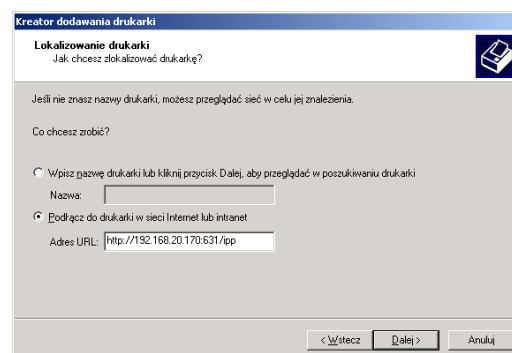 Kreator dodawania drukarki
Lokalizowanie drukarki
Jak chcesz zlokalizować drukarkę?
Jeśli nie znasz nazwy drukarki, możesz przeglądać sieć w celu jej znalezienia.
Co chcesz zrobić?
Wpisz nazwę drukarki lub kliknij przycisk Dalej, aby przeglądać w poszukiwaniu drukarki
Nazwa:
Podłącz do drukarki w sieci Internet lub intranet
Adres URL: http://192.168.20.170:631/ipp
< Wstecz Dalej > Anuluj